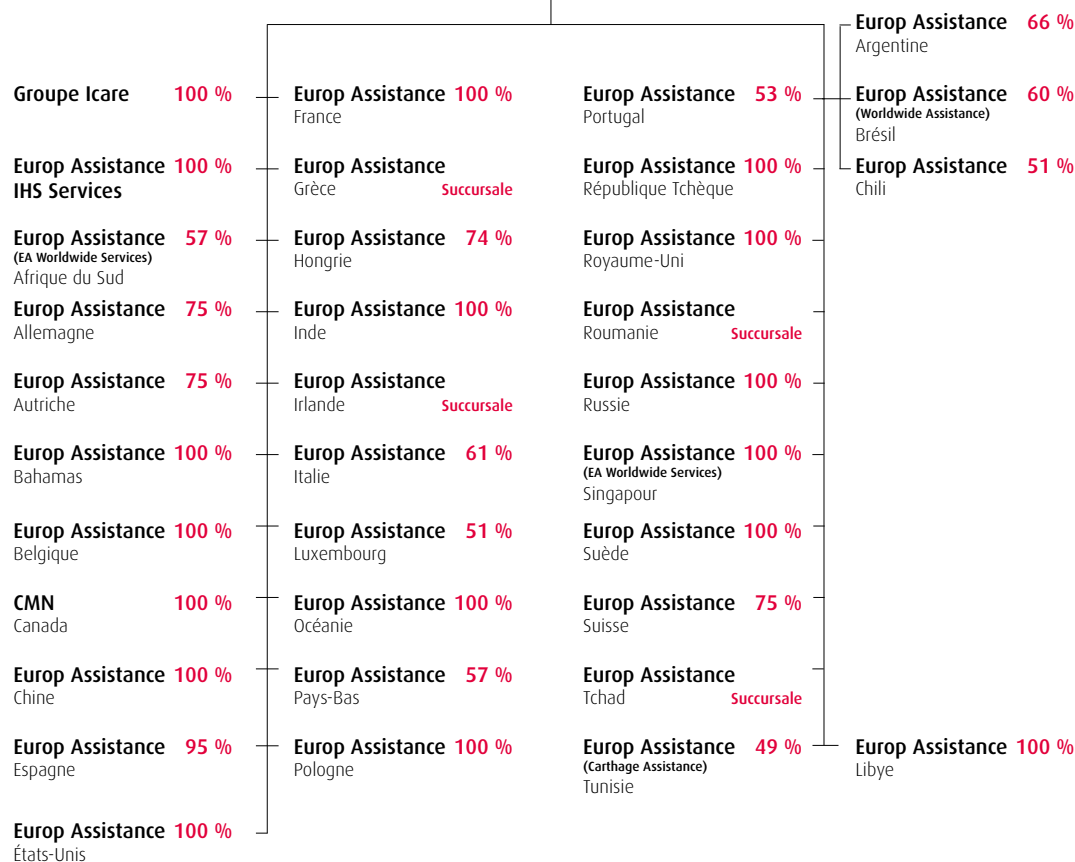 Groupe Icare 100 %
Europ Assistance 100 %
IHS Services
Europ Assistance 57 %
(EA Worldwide Services)
Afrique du Sud
Europ Assistance 75 %
Allemagne
Europ Assistance 75 %
Autriche
Europ Assistance 100 %
Bahamas
Europ Assistance 100 %
Belgique
CMN 100 %
Canada
Europ Assistance 100 %
Chine
Europ Assistance 95 %
Espagne
Europ Assistance 100 %
États-Unis
Europ Assistance 100 %
France
Europ Assistance
Grèce Succursale
Europ Assistance 74 %
Hongrie
Europ Assistance 100 %
Inde
Europ Assistance
Irlande Succursale
Europ Assistance 61 %
Italie
Europ Assistance 51 %
Luxembourg
Europ Assistance 100 %
Océanie
Europ Assistance 57 %
Pays-Bas
Europ Assistance 100 %
Pologne
Europ Assistance 53 %
Portugal
Europ Assistance 100 %
République Tchèque
Europ Assistance 100 %
Royaume-Uni
Europ Assistance
Roumanie Succursale
Europ Assistance 100 %
Russie
Europ Assistance 100 %
(EA Worldwide Services)
Singapour
Europ Assistance 100 %
Suède
Europ Assistance 75 %
Suisse
Europ Assistance
Tchad Succursale
Europ Assistance 49 %
(Carthage Assistance)
Tunisie
Europ Assistance 66 %
Argentine
Europ Assistance 60 %
(Worldwide Assistance)
Brésil
Europ Assistance 51 %
Chili
Europ Assistance 100 %
Libye